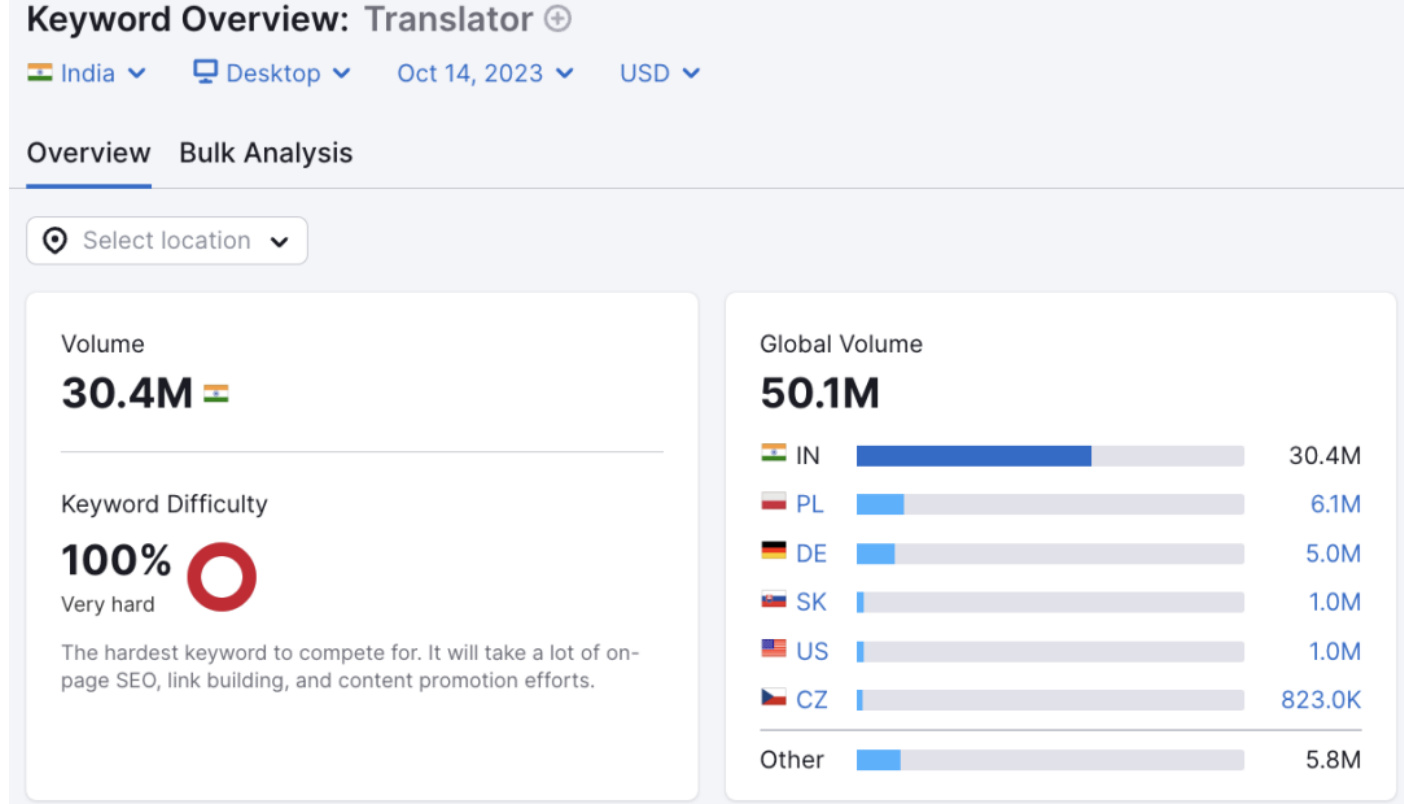 Keyword Overview: Translator
India Desktop Oct 14, 2023 USD
Overview Bulk Analysis
Select location
Volume
30.4M
Keyword Difficulty
100%
Very hard
The hardest keyword to compete for. It will take a lot of on-
page SEO, link building, and content promotion efforts.
Global Volume
50.1M
IN 30.4M
PL 6.1M
DE 5.0M
SK 1.0M
US 1.0M
CZ 823.0K
Other 5.8M